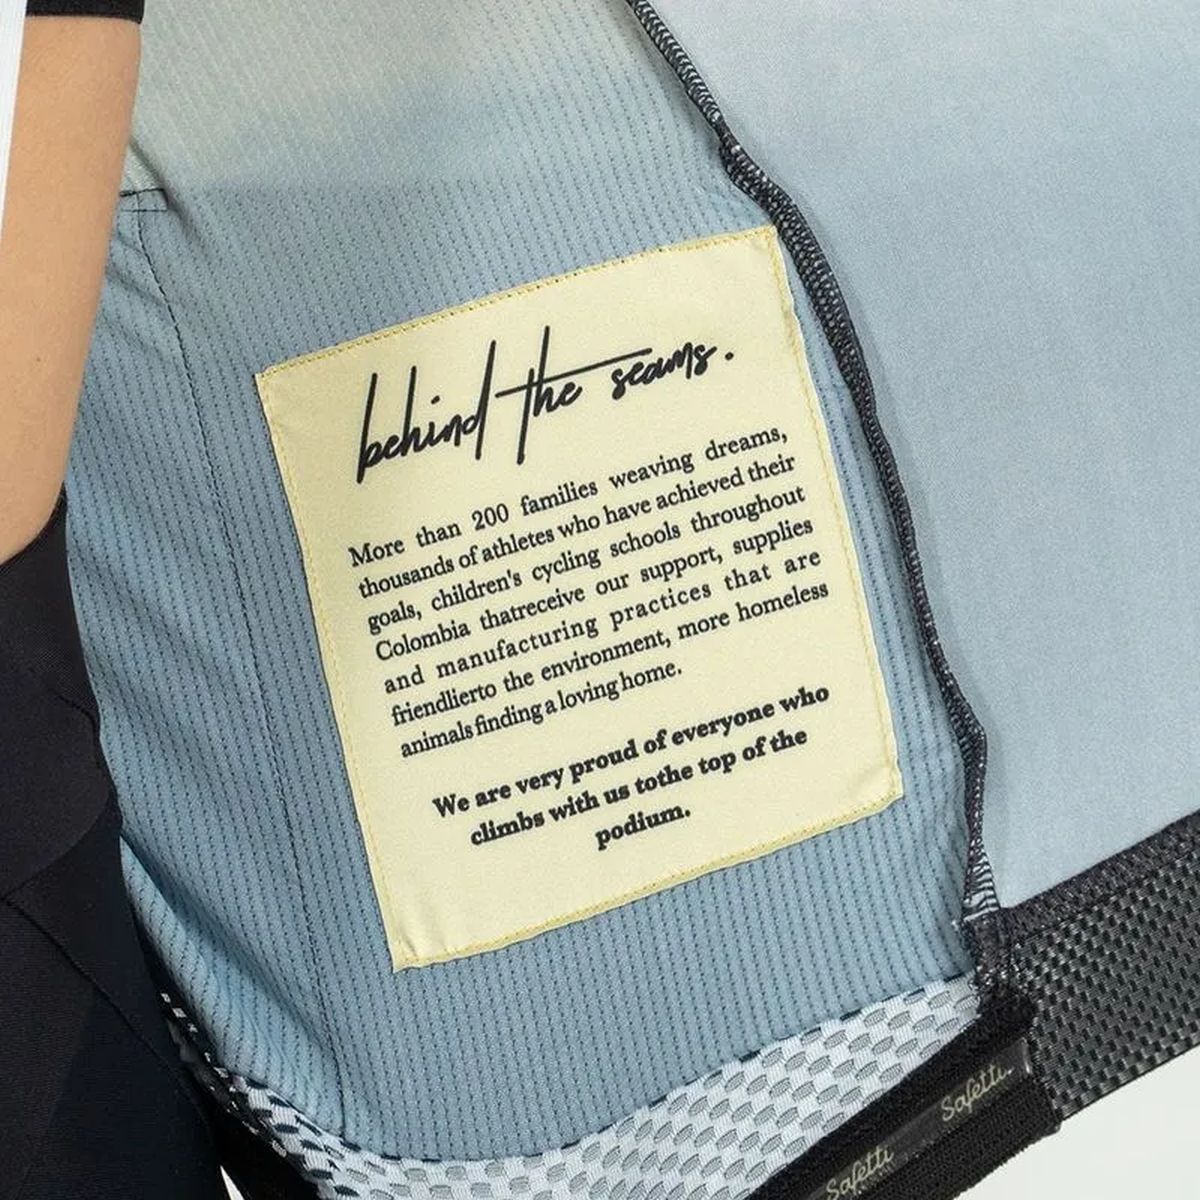 behind the seams.
More than 200 families weaving dreams,
thousands of athletes who have achieved their
goals, children's cycling schools throughout
Colombia thatreceive our support, supplies
and manufacturing practices that are
friendlierto the environment, more homeless
animals finding a loving home.
We are very proud of everyone who
climbs with us tothe top of the
podium.
Safetti
Safetti